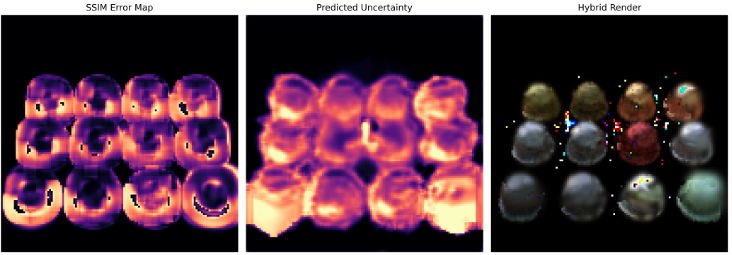 SSIM Error Map
Predicted Uncertainty
Hybrid Render